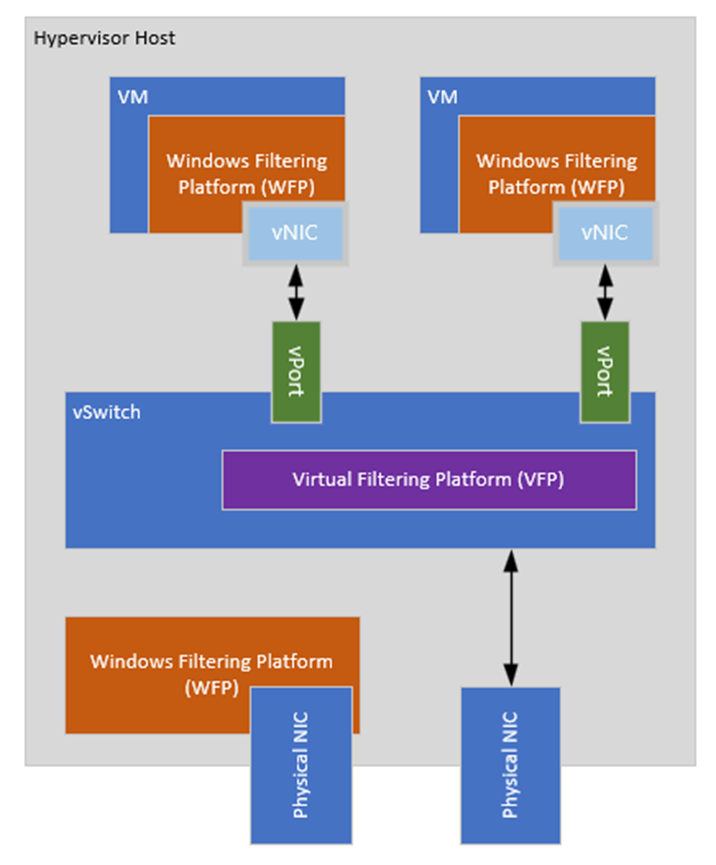 Hypervisor Host
VM
Windows Filtering
Platform (WFP)
vNIC
VM
Windows Filtering
Platform (WFP)
vNIC
vPort
vPort
vSwitch
Virtual Filtering Platform (VFP)
Windows Filtering Platform
(WFP)
Physical NIC
Physical NIC